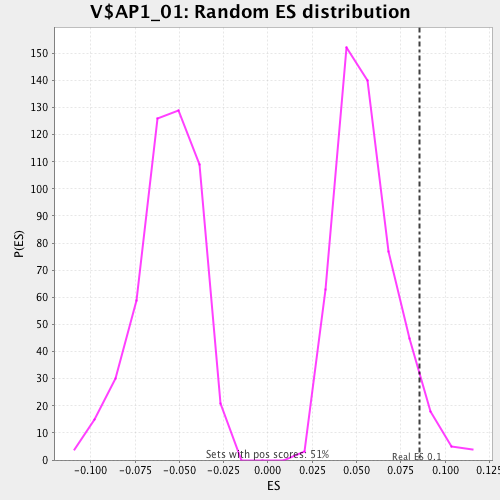 V$AP1_01: Random ES distribution
P(ES)
150
140
130
120
110
100
90
80
70
60
50
40
30
20
10
0
Sets with pos scores: 51%
Real ES 0.1
-0.100 -0.075 -0.050 -0.025 0.000 0.025 0.050 0.075 0.100 0.125
ES